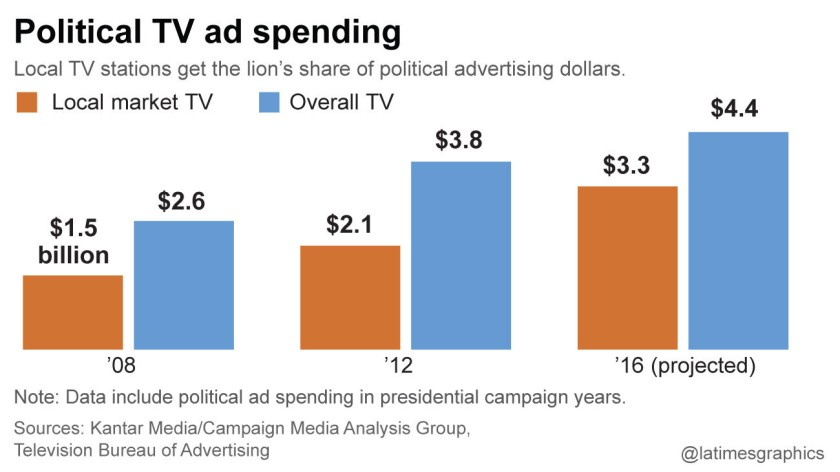 Political TV ad spending
Local TV stations get the lion’s share of political advertising dollars.
Local market TV
Overall TV
$1.5
billion
$2.6
$2.1
$3.8
$3.3
$4.4
’08
’12
’16 (projected)
Note: Data include political ad spending in presidential campaign years.
Sources: Kantar Media/Campaign Media Analysis Group,
Television Bureau of Advertising
@latimesgraphics